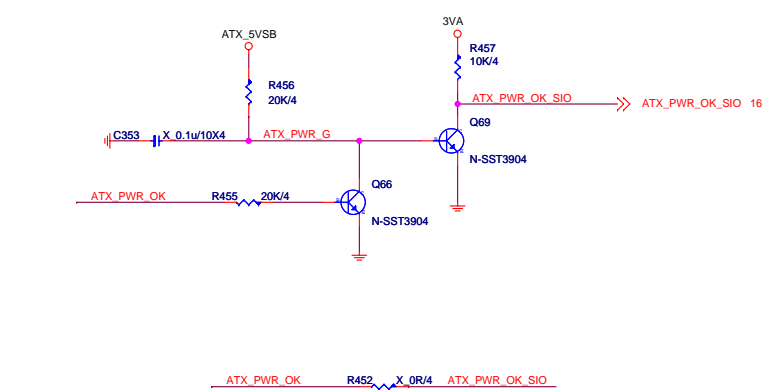 3VA
ATX_5VSB
R457
10K/4
R456
20K/4
ATX_PWR_OK_SIO
ATX_PWR_OK_SIO 16
C353 X_0.1u/10X4 ATX_PWR_G
Q69
N-SST3904
Q66
ATX_PWR_OK R455 20K/4
N-SST3904
ATX_PWR_OK R452 X_0R/4 ATX_PWR_OK_SIO